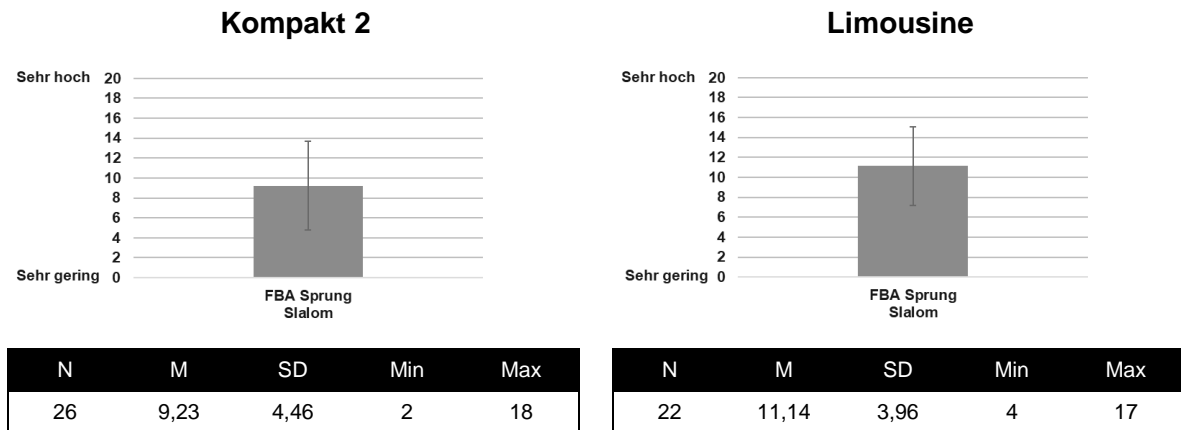 Kompakt 2
Sehr hoch 20
18
16
14
12
10
8
6
4
2
Sehr gering 0
FBA Sprung
Slalom
N M SD Min Max
26 9,23 4,46 2 18
Limousine
Sehr hoch 20
18
16
14
12
10
8
6
4
2
Sehr gering 0
FBA Sprung
Slalom
N M SD Min Max
22 11,14 3,96 4 17